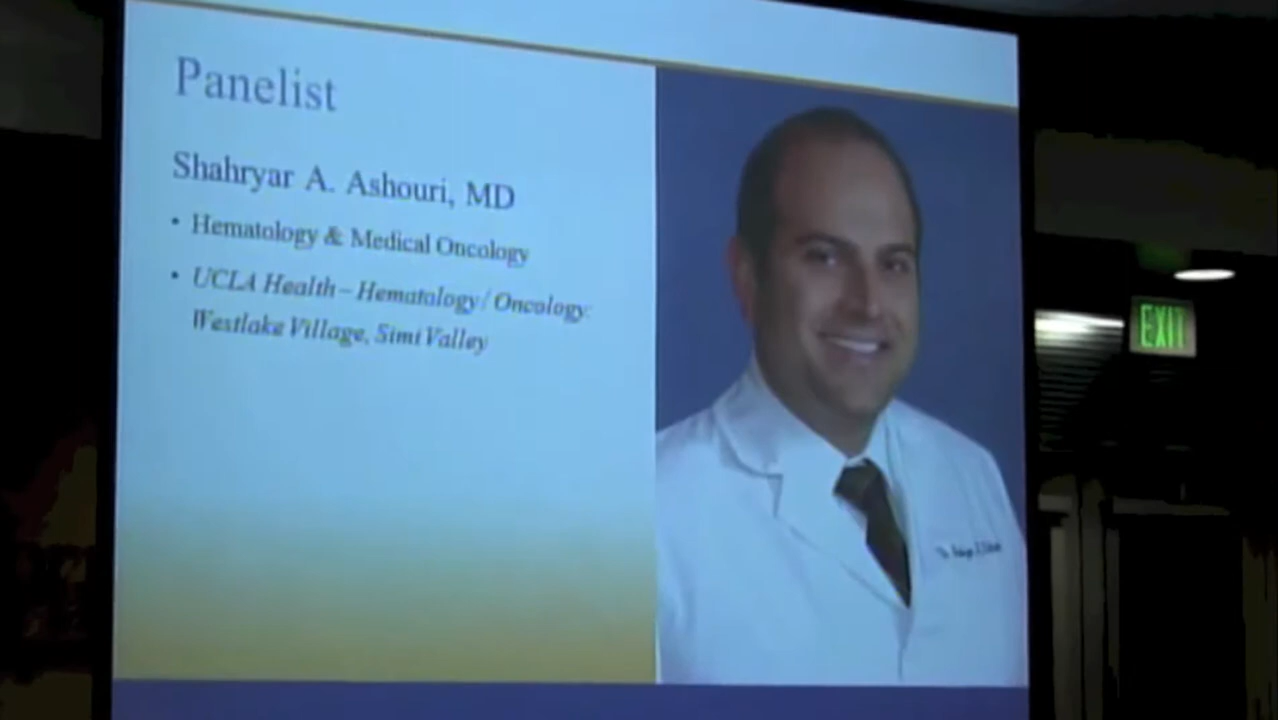 Panelist
Shahryar A. Ashouri, MD
• Hematology & Medical Oncology
• UCLA Health – Hematology / Oncology:
Westlake Village, Simi Valley
EXIT